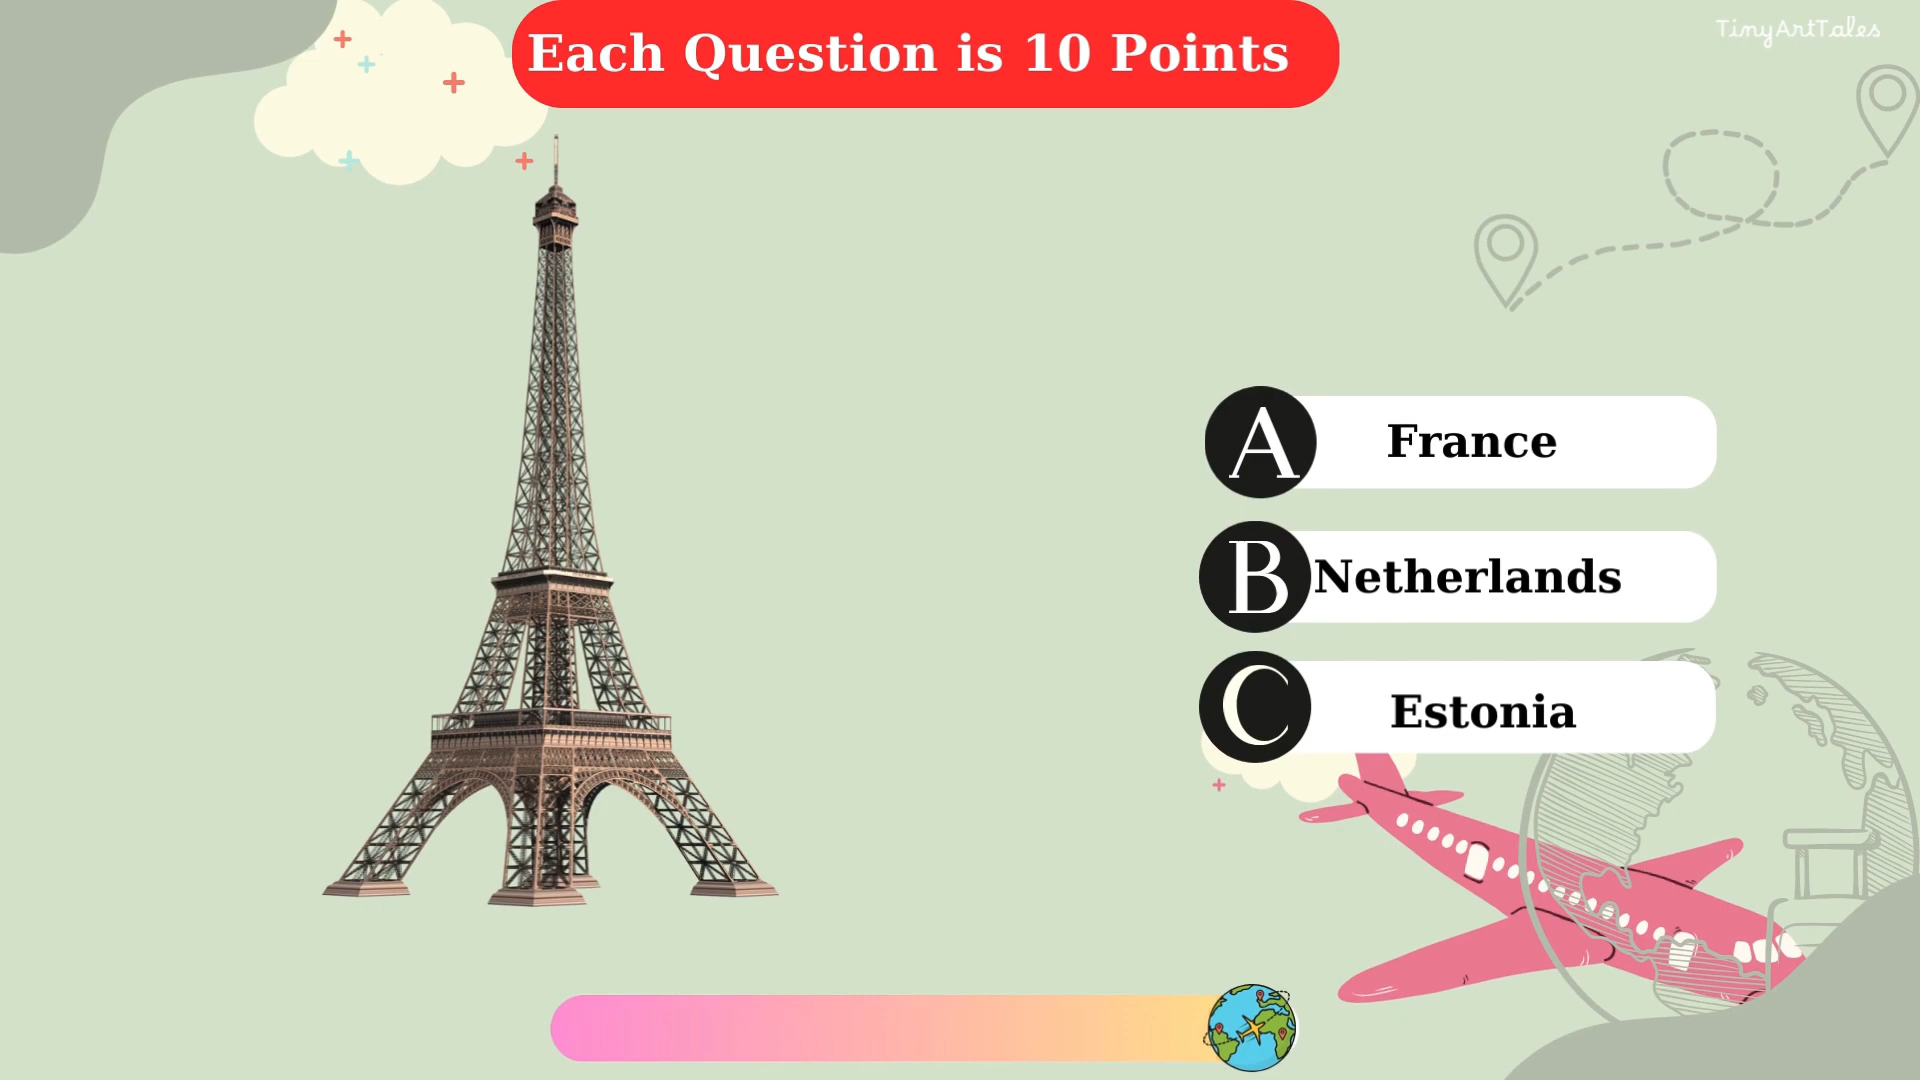 Each Question is 10 Points
TinyArtTales
A France
B Netherlands
C Estonia